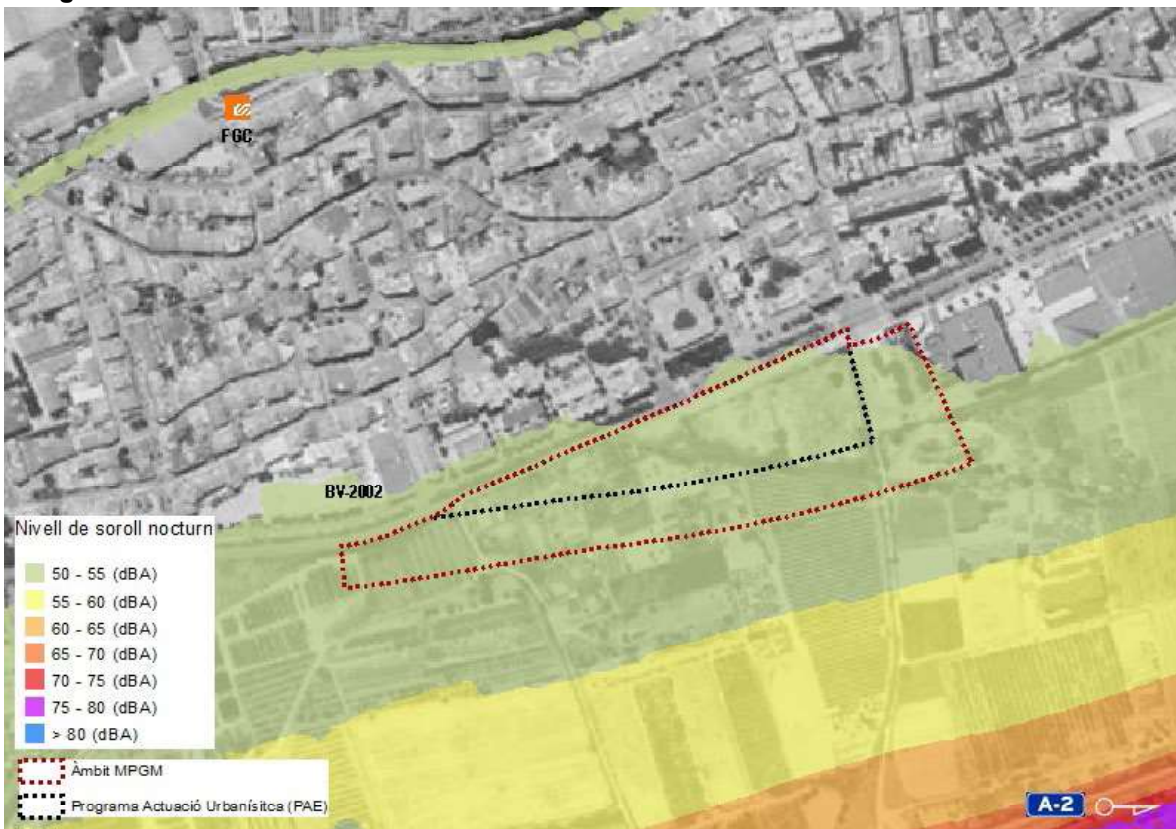 FGC
BV-2002
Nivell de soroll nocturn
50 - 55 (dBA)
55 - 60 (dBA)
60 - 65 (dBA)
65 - 70 (dBA)
70 - 75 (dBA)
75 - 80 (dBA)
> 80 (dBA)
Àmbit MPGM
Programa Actuació Urbanísitca (PAE)
A-2